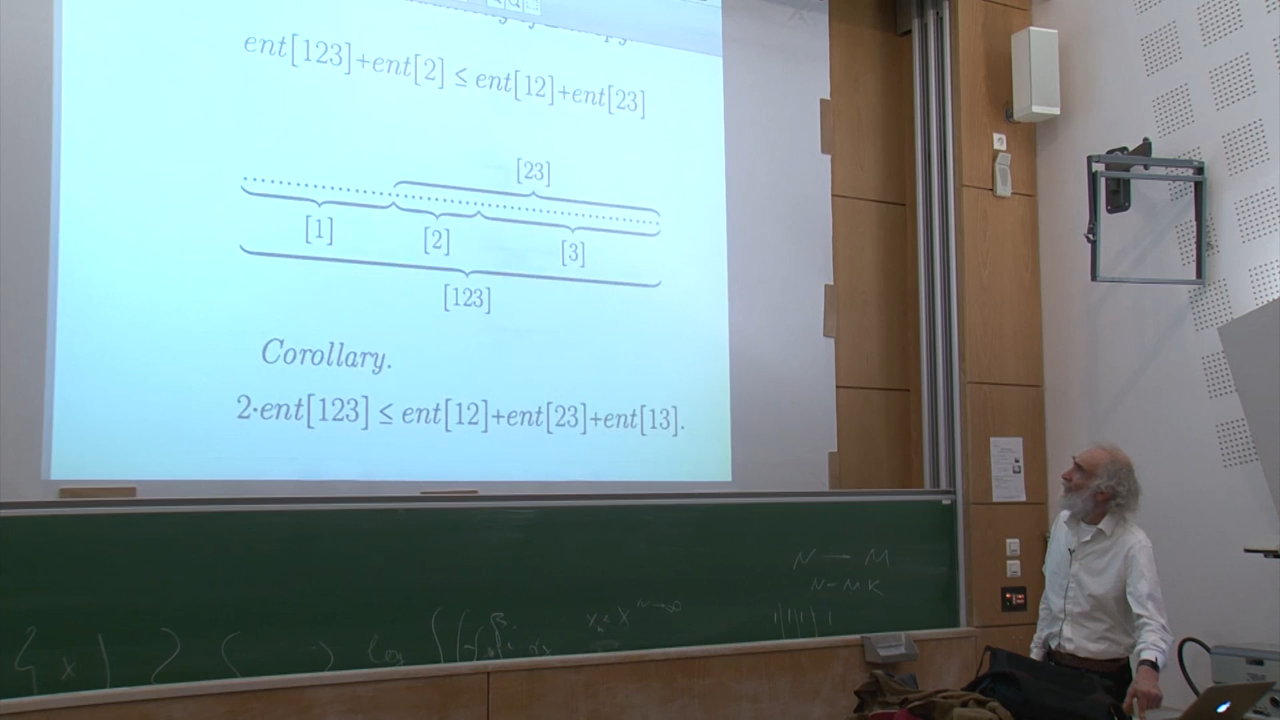 ent[123]+ent[2] ≤ ent[12]+ent[23]
[23]
[1] [2] [3]
[123]
Corollary.
2·ent[123] ≤ ent[12]+ent[23]+ent[13].
N — M
N - M K